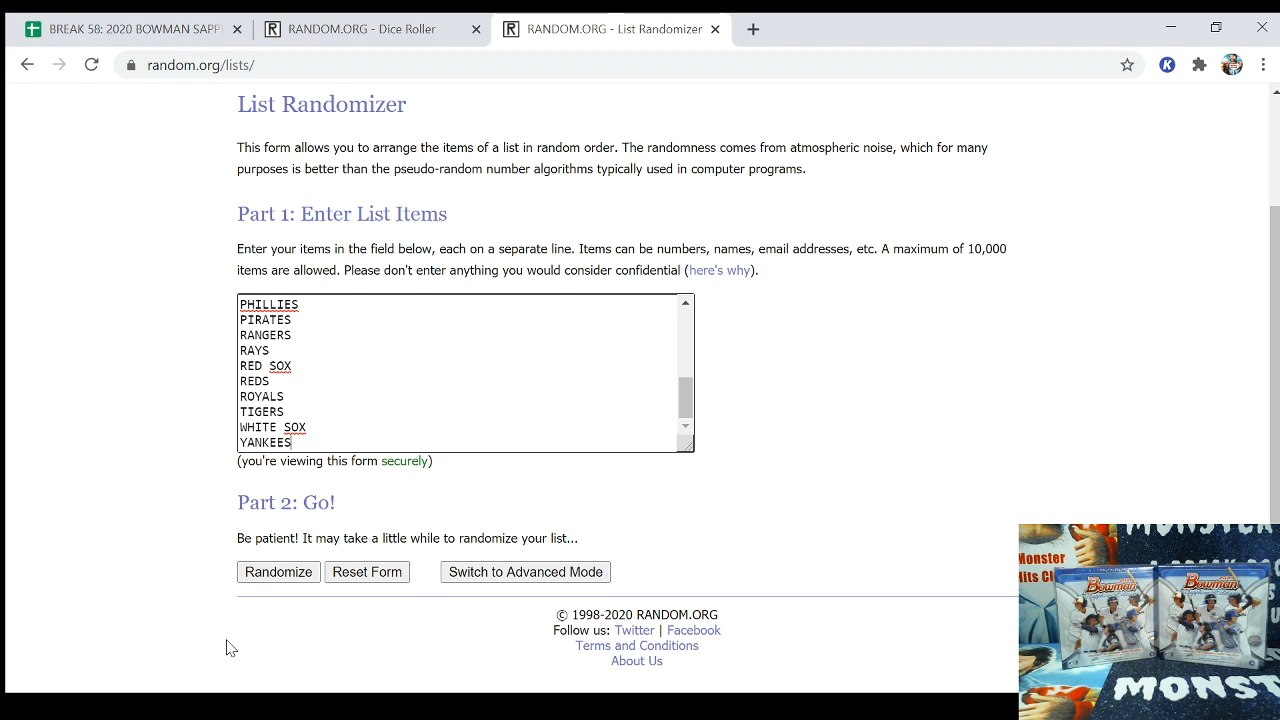 BREAK 58: 2020 BOWMAN SAPP
RANDOM.ORG - Dice Roller
RANDOM.ORG - List Randomizer
random.org/lists/
List Randomizer
This form allows you to arrange the items of a list in random order. The randomness comes from atmospheric noise, which for many
purposes is better than the pseudo-random number algorithms typically used in computer programs.
Part 1: Enter List Items
Enter your items in the field below, each on a separate line. Items can be numbers, names, email addresses, etc. A maximum of 10,000
items are allowed. Please don't enter anything you would consider confidential (here's why).
PHILLIES
PIRATES
RANGERS
RAYS
RED SOX
REDS
ROYALS
TIGERS
WHITE SOX
YANKEES
(you're viewing this form securely)
Part 2: Go!
Be patient! It may take a little while to randomize your list...
Randomize
Reset Form
Switch to Advanced Mode
© 1998-2020 RANDOM.ORG
Follow us: Twitter | Facebook
Terms and Conditions
About Us
MONSTER
Monster
Hits Cl
Bowman
Bowman
MONST